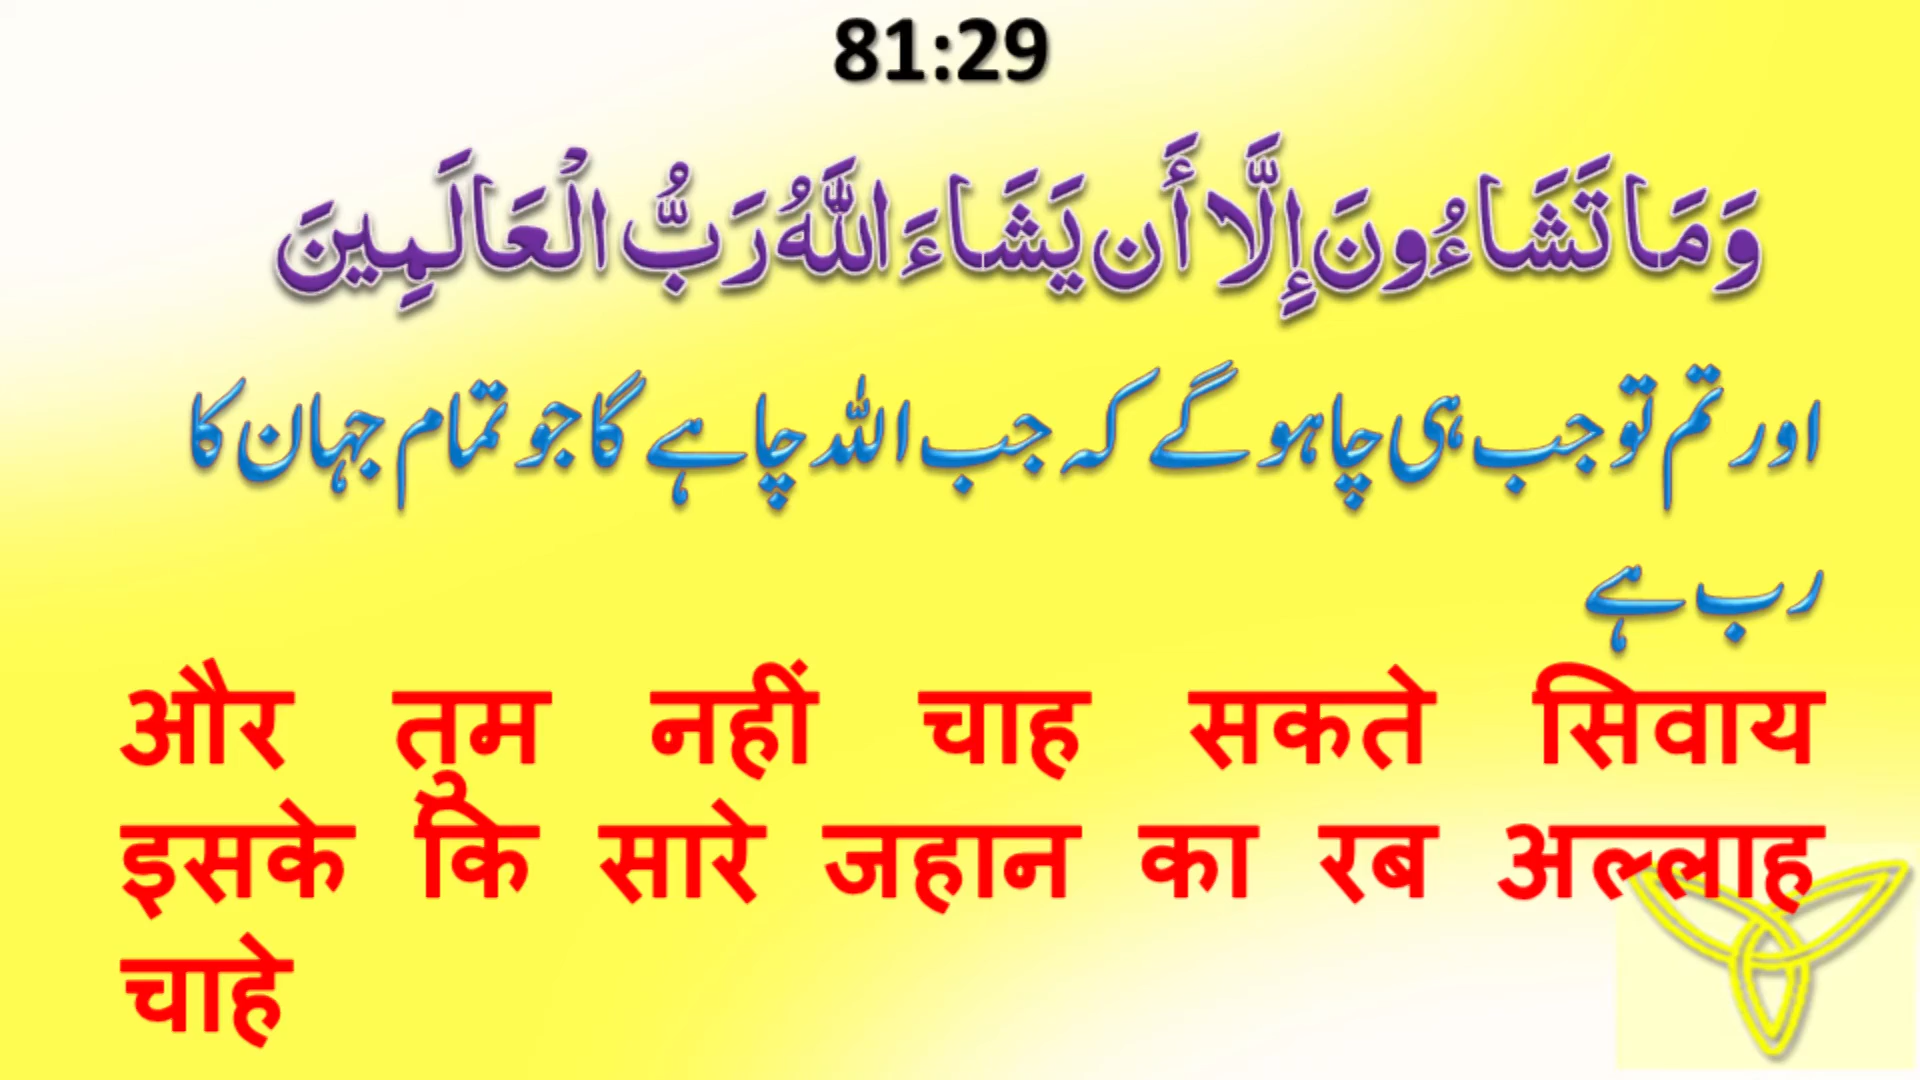 81:29
وَمَا تَشَاءُونَ إِلَّا أَن يَشَاءَ اللَّهُ رَبُّ الْعَالَمِينَ
اور تم تو جب ہی چاہو گے کہ جب اللہ چاہے گا جو تمام جہان کا
رب ہے
और तुम नहीं चाह सकते सिवाय
इसके कि सारे जहान का रब अल्लाह
चाहे